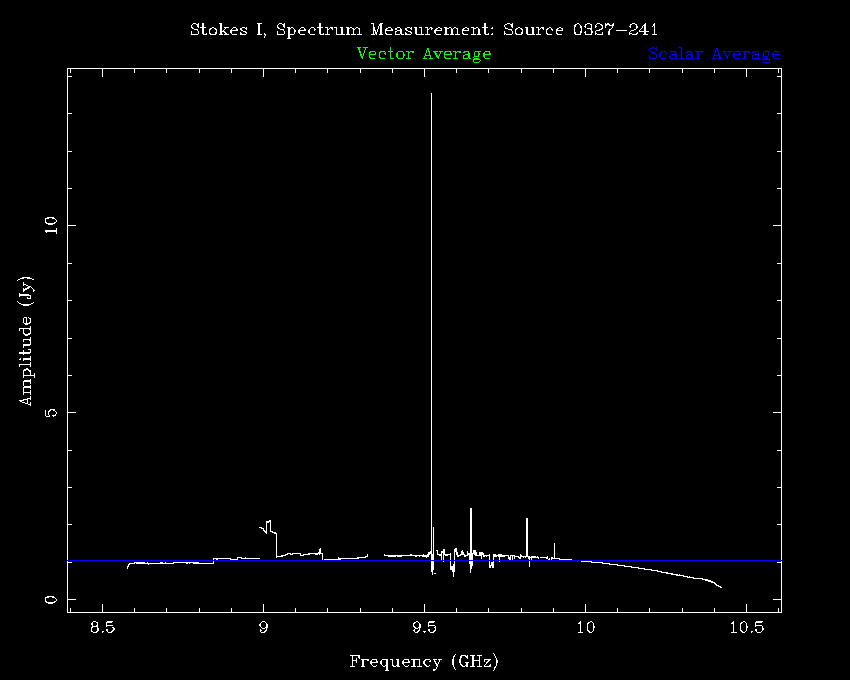 Stokes I, Spectrum Measurement: Source 0327-241
Vector Average Scalar Average
10
5
0
Amplitude (Jy)
8.5 9 9.5 10 10.5
Frequency (GHz)